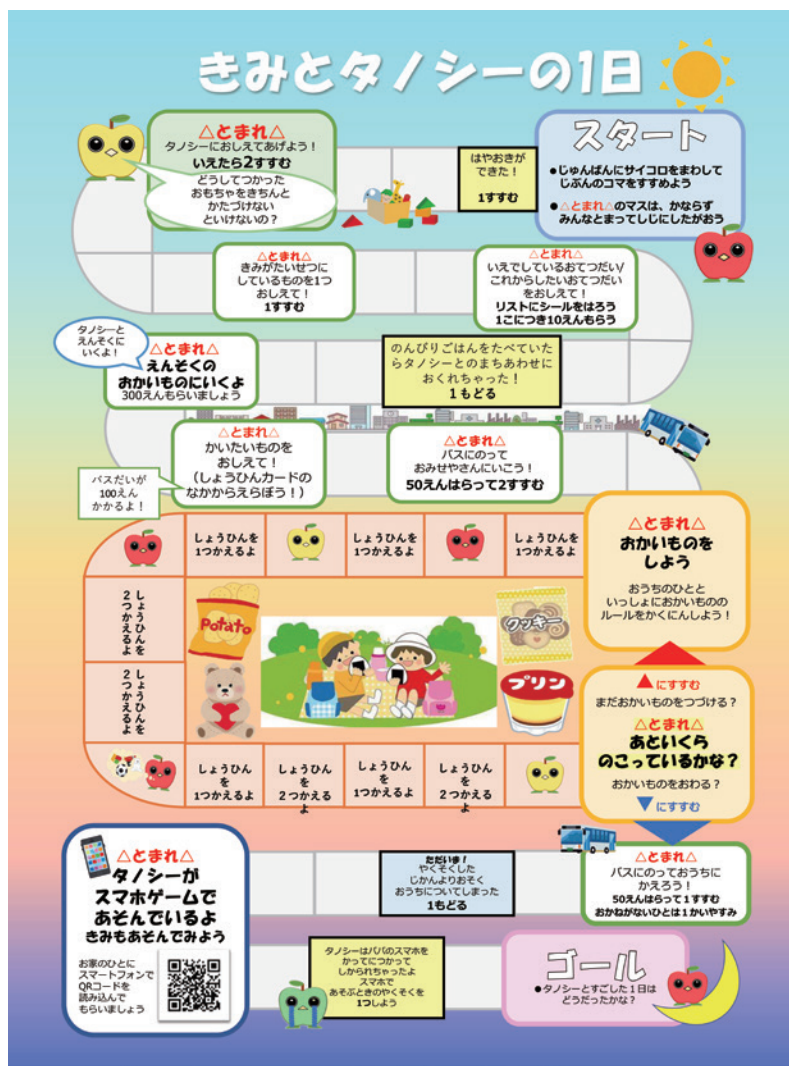 きみとタノシーの1日
スタート
●じゅんばんにサイコロをまわして
じぶんのコマをすすめよう
●△とまれ△のマスは、かならず
みんなとまってしじにしたがおう
はやおきが
できた！
1すすむ
△とまれ△
タノシーにおしえてあげよう！
いえたら2すすむ
どうしてつかった
おもちゃをきちんと
かたづけない
といけないの？
△とまれ△
きみがたいせつに
しているものを1つ
おしえて！
1すすむ
△とまれ△
いえでしているおてつだい/
これからしたいおてつだい
をおしえて！
リストにシールをはろう
1こにつき10えんもらう
のんびりごはんをたべていた
らタノシーとのまちあわせに
おくれちゃった！
1もどる
タノシーと
えんそくに
いくよ！
△とまれ△
えんそくの
おかいものにいくよ
300えんもらいましょう
△とまれ△
かいたいものを
おしえて！
（しょうひんカードの
なかからえらぼう！）
バスだいが
100えん
かかるよ！
△とまれ△
バスにのって
おみせやさんにいこう！
50えんはらって2すすむ
△とまれ△
おかいものを
しよう
おうちのひとと
いっしょにおかいものの
ルールをかくにんしよう！
しょうひんを
1つかえるよ
しょうひんを
1つかえるよ
しょうひんを
1つかえるよ
しょうひんを
2つかえるよ
しょうひんを
2つかえるよ
Potato
クッキー
プリン
しょうひん
を
1つかえるよ
しょうひん
を
2つかえる
よ
しょうひん
を
1つかえるよ
しょうひん
を
2つかえる
よ
▲にすすむ
まだおかいものをつづける？
△とまれ△
あといくら
のこっているかな？
おかいものをおわる？
▼にすすむ
△とまれ△
バスにのっておうちに
かえろう！
50えんはらって1すすむ
おかねがないひとは1かいやすみ
ただいま！
やくそくした
じかんよりおそく
おうちについてしまった
1もどる
△とまれ△
タノシーが
スマホゲームで
あそんでいるよ
きみもあそんでみよう
お家のひとに
スマートフォンで
QRコードを
読み込んで
もらいましょう
タノシーはパパのスマホを
かってにつかって
しかられちゃったよ
スマホで
あそぶときのやくそくを
1つしよう
ゴール
●タノシーとすごした1日は
どうだったかな？